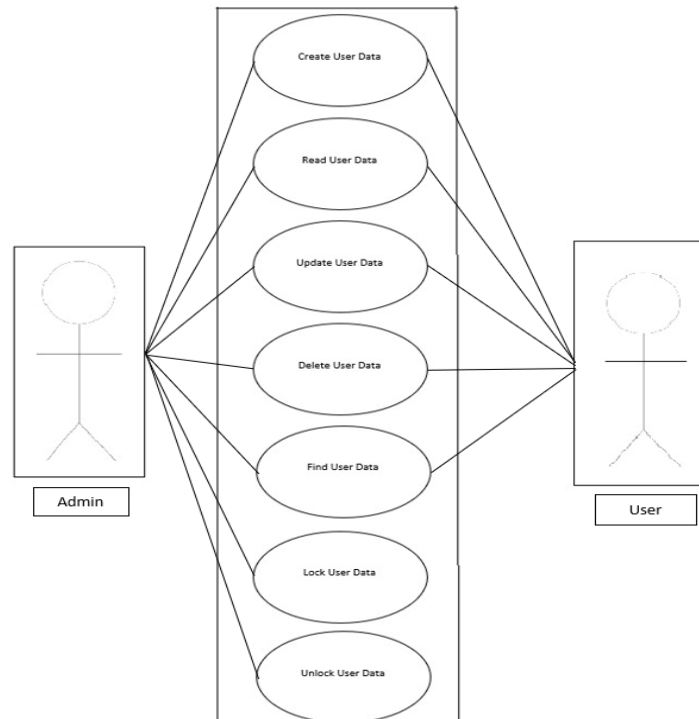 Create User Data
Read User Data
Update User Data
Delete User Data
Find User Data
Admin
User
Lock User Data
Unlock User Data